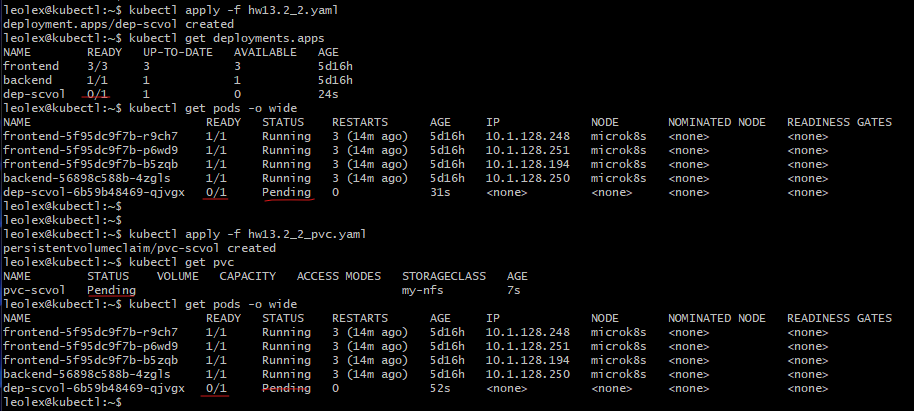 leolex@kubectl:~$ kubectl apply -f hw13.2_2.yaml
deployment.apps/dep-scvol created
leolex@kubectl:~$ kubectl get deployments.apps
NAME READY UP-TO-DATE AVAILABLE AGE
frontend 3/3 3 3 5d16h
backend 1/1 1 1 5d16h
dep-scvol 0/1 1 0 24s
leolex@kubectl:~$ kubectl get pods -o wide
NAME READY STATUS RESTARTS AGE IP NODE NOMINATED NODE READINESS GATES
frontend-5f95dc9f7b-r9ch7 1/1 Running 3 (14m ago) 5d16h 10.1.128.248 microk8s <none> <none>
frontend-5f95dc9f7b-p6wd9 1/1 Running 3 (14m ago) 5d16h 10.1.128.251 microk8s <none> <none>
frontend-5f95dc9f7b-b5zqb 1/1 Running 3 (14m ago) 5d16h 10.1.128.194 microk8s <none> <none>
backend-56898c588b-4zgls 1/1 Running 3 (14m ago) 5d16h 10.1.128.250 microk8s <none> <none>
dep-scvol-6b59b48469-qjvgx 0/1 Pending 0 31s <none> <none> <none> <none>
leolex@kubectl:~$
leolex@kubectl:~$
leolex@kubectl:~$ kubectl apply -f hw13.2_2_pvc.yaml
persistentvolumeclaim/pvc-scvol created
leolex@kubectl:~$ kubectl get pvc
NAME STATUS VOLUME CAPACITY ACCESS MODES STORAGECLASS AGE
pvc-scvol Pending my-nfs 7s
leolex@kubectl:~$ kubectl get pods -o wide
NAME READY STATUS RESTARTS AGE IP NODE NOMINATED NODE READINESS GATES
frontend-5f95dc9f7b-r9ch7 1/1 Running 3 (14m ago) 5d16h 10.1.128.248 microk8s <none> <none>
frontend-5f95dc9f7b-p6wd9 1/1 Running 3 (14m ago) 5d16h 10.1.128.251 microk8s <none> <none>
frontend-5f95dc9f7b-b5zqb 1/1 Running 3 (14m ago) 5d16h 10.1.128.194 microk8s <none> <none>
backend-56898c588b-4zgls 1/1 Running 3 (14m ago) 5d16h 10.1.128.250 microk8s <none> <none>
dep-scvol-6b59b48469-qjvgx 0/1 Pending 0 52s <none> <none> <none> <none>
leolex@kubectl:~$